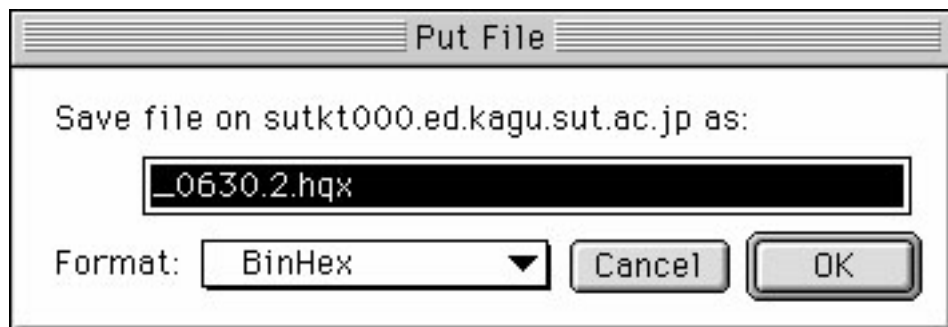 Put File
Save file on sutkt000.ed.kagu.sut.ac.jp as:
_0630.2.hqx
Format: BinHex Cancel OK